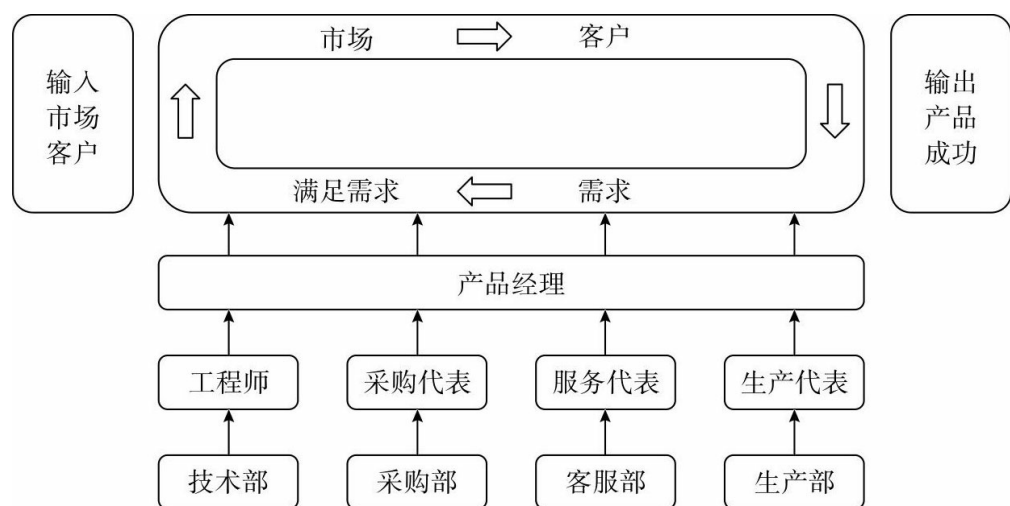 输入
市场
客户
市场
客户
满足需求
需求
输出
产品
成功
产品经理
工程师
采购代表
服务代表
生产代表
技术部
采购部
客服部
生产部